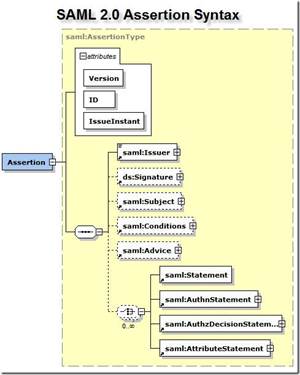 SAML 2.0 Assertion Syntax
saml:AssertionType
attributes
Version
ID
IssueInstant
Assertion
saml:Issuer
ds:Signature
saml:Subject
saml:Conditions
saml:Advice
0..∞
saml:Statement
saml:AuthnStatement
saml:AuthzDecisionStatem...
saml:AttributeStatement